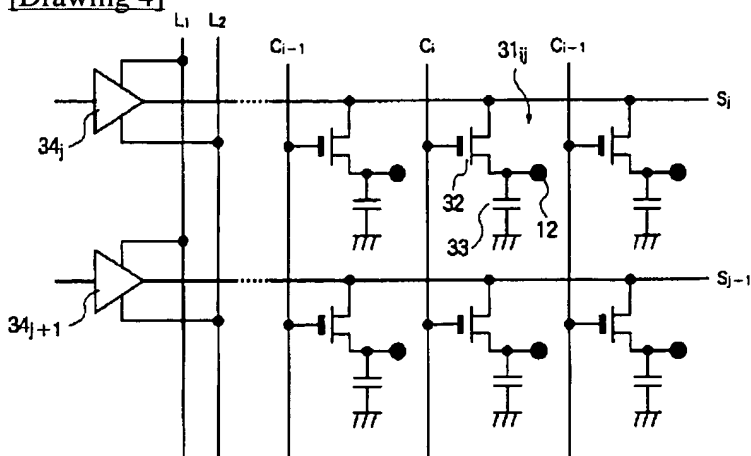 [Drawing 4]
L1 L2
Ci-1 Ci 31ij Ci-1
Sj
34j
32
33 12
Sj-1
34j+1